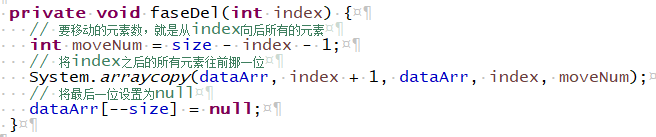 private void faseDel(int index) {
// 要移动的元素数，就是从index向后所有的元素
int moveNum = size - index - 1;
// 将index之后的所有元素往前挪一位
System.arraycopy(dataArr, index + 1, dataArr, index, moveNum);
// 将最后一位设置为null
dataArr[--size] = null;
}